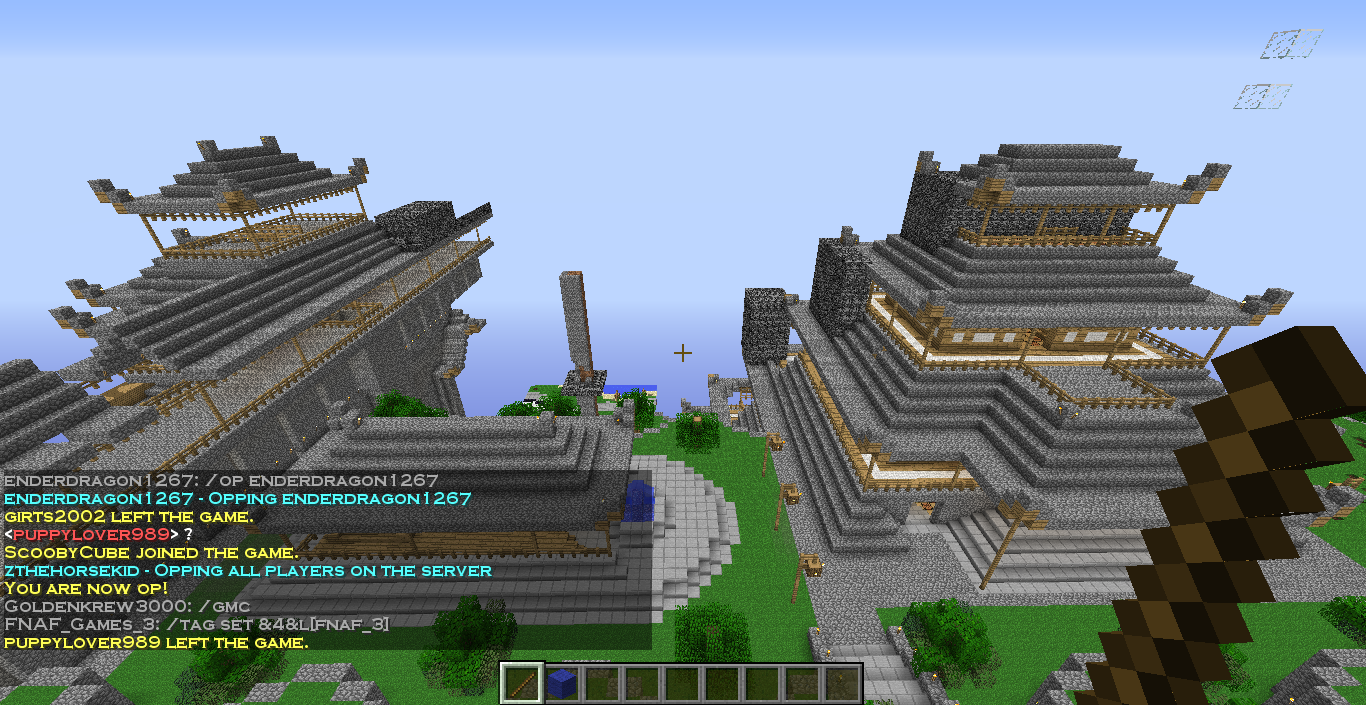 ENDERDRAGON1267: /OP ENDERDRAGON1267
ENDERDRAGON1267 - OPPING ENDERDRAGON1267
GIRTS2002 LEFT THE GAME.
<PUPPYLOVER989> ?
SCOOBYCUBE JOINED THE GAME.
ZTHEHORSEKID - OPPING ALL PLAYERS ON THE SERVER
YOU ARE NOW OP!
GOLDENKREW3000: /GMC
FNAF_GAMES_3: /TAG SET &4&L[FNAF_3]
PUPPYLOVER989 LEFT THE GAME.